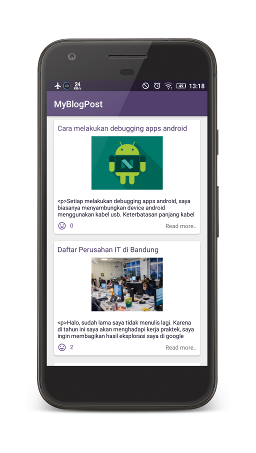 24
13:18
MyBlogPost
Cara melakukan debugging apps android
N
<p>Setiap melakukan debugging apps android, saya
biasanya menyambungkan device android
menggunakan kabel usb. Keterbatasan panjang kabel
0 Read more..
Daftar Perusahan IT di Bandung
<p>Halo, sudah lama saya tidak menulis lagi. Karena
di tahun ini saya akan menghadapi kerja praktek, saya
ingin membagikan hasil eksplorasi saya di google
2 Read more..